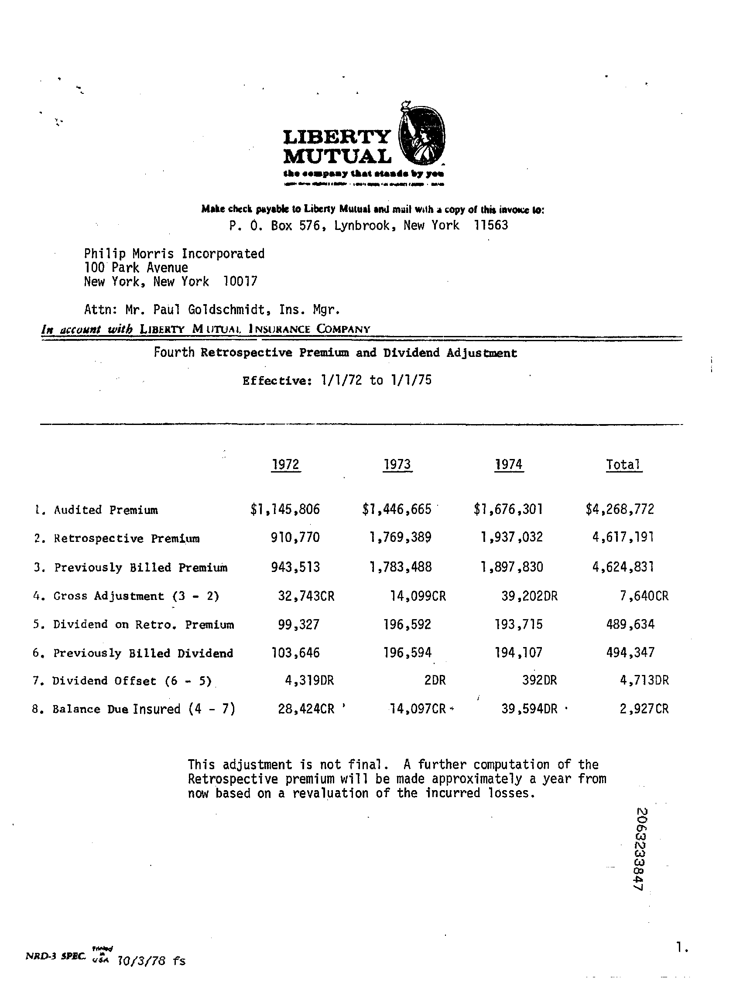 LIBERTY
MUTUAL
the company that stands by you
Make check payable to Liberty Mutual and mail with a copy of this invoice to:
P. O. Box 576, Lynbrook, New York 11563
Philip Morris Incorporated
100 Park Avenue
New York, New York 10017
Attn: Mr. Paul Goldschmidt, Ins. Mgr.
In account with LIBERTY MUTUAL INSURANCE COMPANY
Fourth Retrospective Premium and Dividend Adjustment
Effective: 1/1/72 to 1/1/75
1972 1973 1974 Total
1. Audited Premium $1,145,806 $1,446,665 $1,676,301 $4,268,772
2. Retrospective Premium 910,770 1,769,389 1,937,032 4,617,191
3. Previously Billed Premium 943,513 1,783,488 1,897,830 4,624,831
4. Gross Adjustment (3 - 2) 32,743CR 14,099CR 39,202DR 7,640CR
5. Dividend on Retro. Premium 99,327 196,592 193,715 489,634
6. Previously Billed Dividend 103,646 196,594 194,107 494,347
7. Dividend Offset (6 - 5) 4,319DR 2DR 392DR 4,713DR
8. Balance Due Insured (4 - 7) 28,424CR 14,097CR 39,594DR 2,927CR
This adjustment is not final. A further computation of the
Retrospective premium will be made approximately a year from
now based on a revaluation of the incurred losses.
2063233847
1.
NRD-3 SPEC. Printed in USA 10/3/78 fs